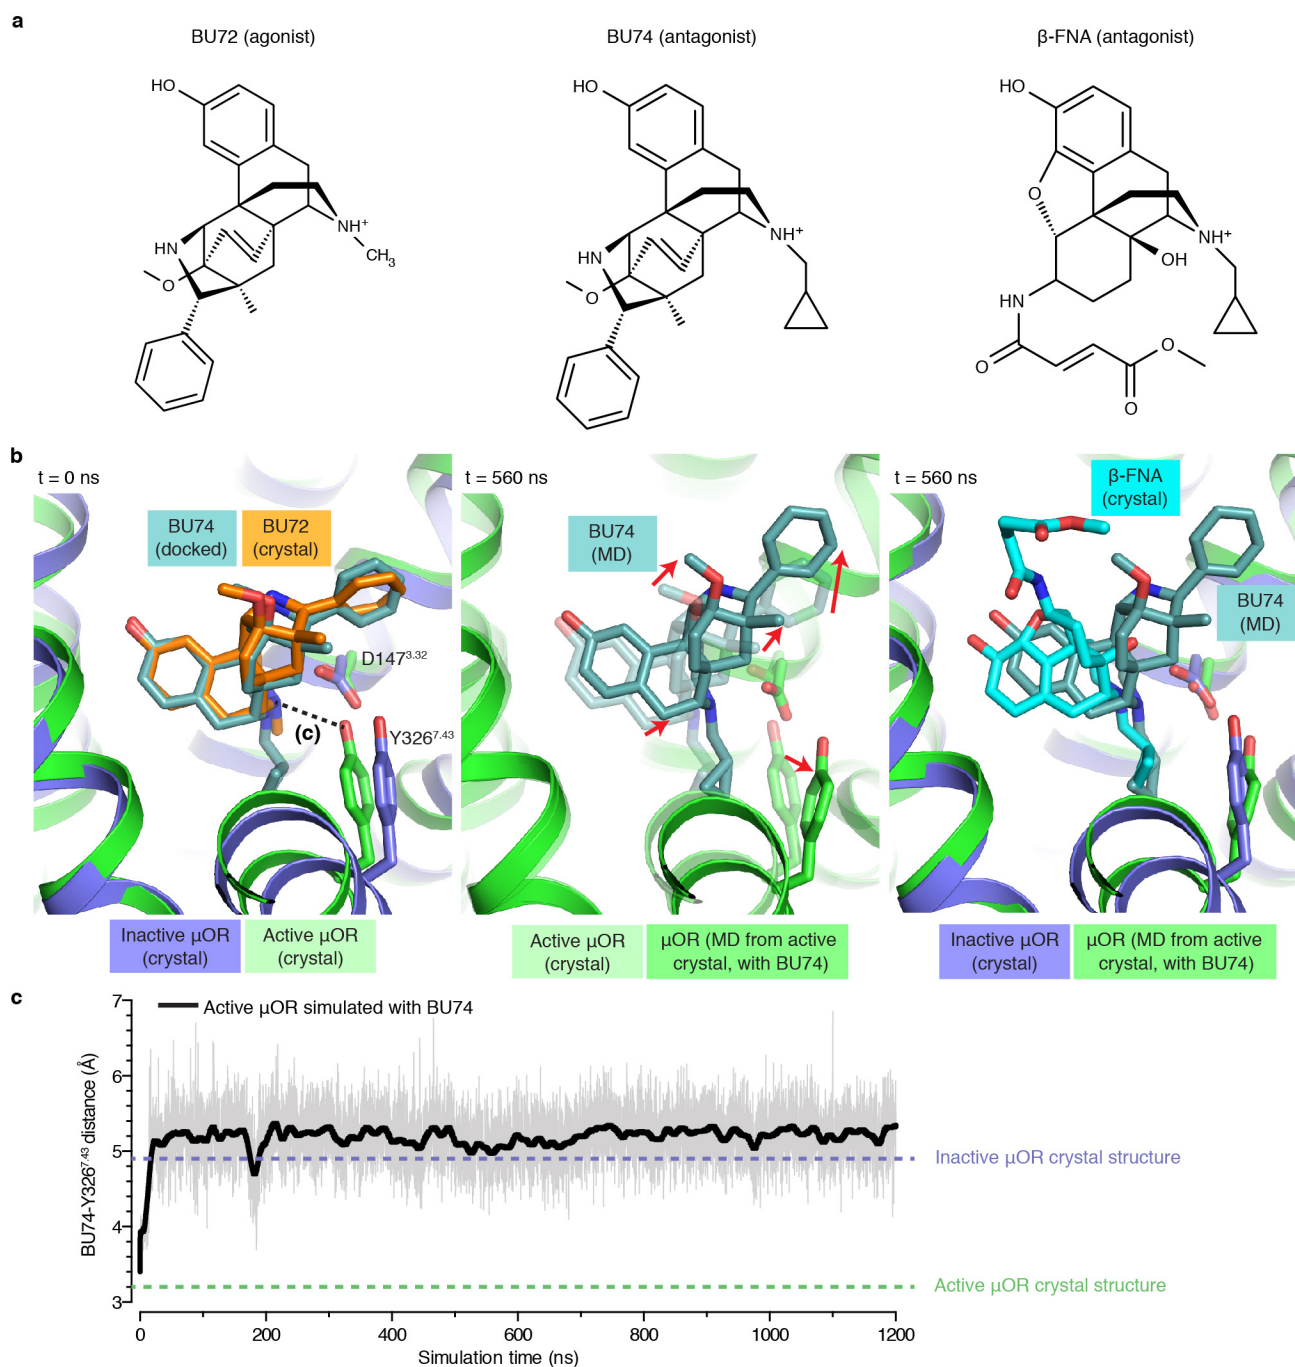 a
BU72 (agonist)
BU74 (antagonist)
β-FNA (antagonist)
HO
HN
O
NH+
CH3
HO
HN
O
NH+
HO
O
NH+
OH
HN
O
O
O
b
t = 0 ns
BU74
(docked)
BU72
(crystal)
D1473.32
(c)
Y3267.43
Inactive μOR
(crystal)
Active μOR
(crystal)
t = 560 ns
BU74
(MD)
Active μOR
(crystal)
μOR (MD from active
crystal, with BU74)
t = 560 ns
β-FNA
(crystal)
BU74
(MD)
Inactive μOR
(crystal)
μOR (MD from active
crystal, with BU74)
c
Active μOR simulated with BU74
BU74-Y3267.43 distance (Å)
7
6
5
4
3
Inactive μOR crystal structure
Active μOR crystal structure
0
200
400
600
800
1000
1200
Simulation time (ns)